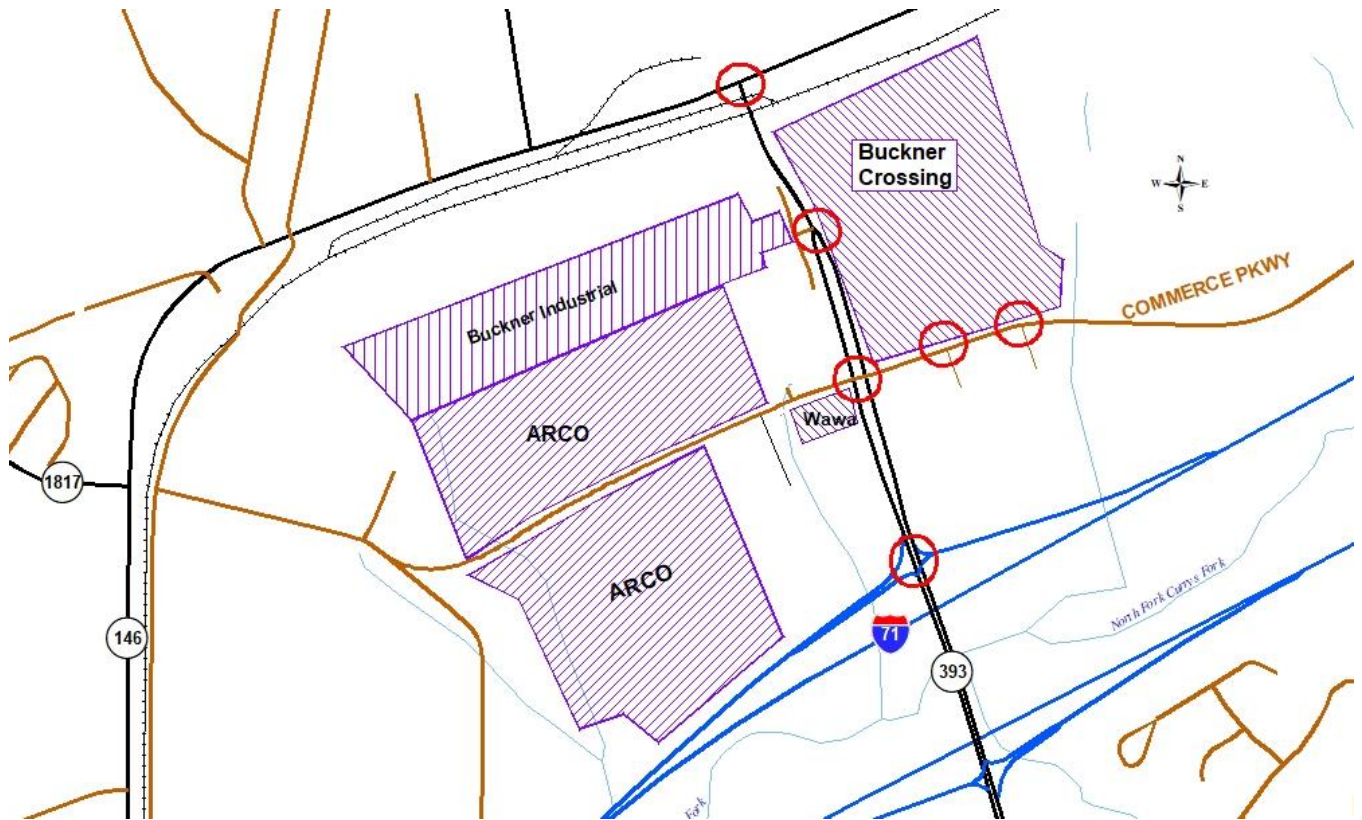 Buckner
Crossing
N
W
E
S
COMMERCE PKWY
Buckner Industrial
ARCO
Wawa
1817
ARCO
North Fork Currys Fork
146
71
393
Fork